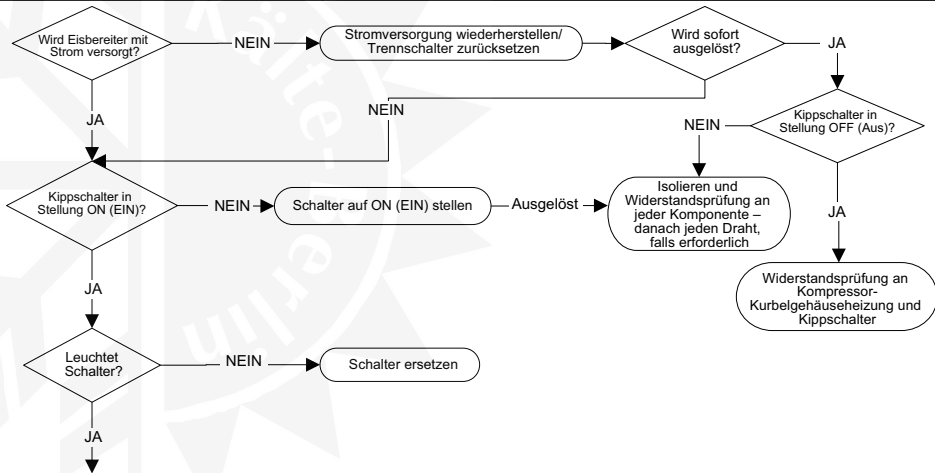 Wird Eisbereiter mit
Strom versorgt?
NEIN
Stromversorgung wiederherstellen/
Trennschalter zurücksetzen
Wird sofort
ausgelöst?
JA
NEIN
JA
Kippschalter in
Stellung OFF (Aus)?
NEIN
Kippschalter in
Stellung ON (EIN)?
NEIN
Schalter auf ON (EIN) stellen
Ausgelöst
Isolieren und
Widerstandsprüfung an
jeder Komponente –
danach jeden Draht,
falls erforderlich
JA
Widerstandsprüfung an
Kompressor-
Kurbelgehäuseheizung und
Kippschalter
JA
Leuchtet
Schalter?
NEIN
Schalter ersetzen
JA
Kälte-Berlin